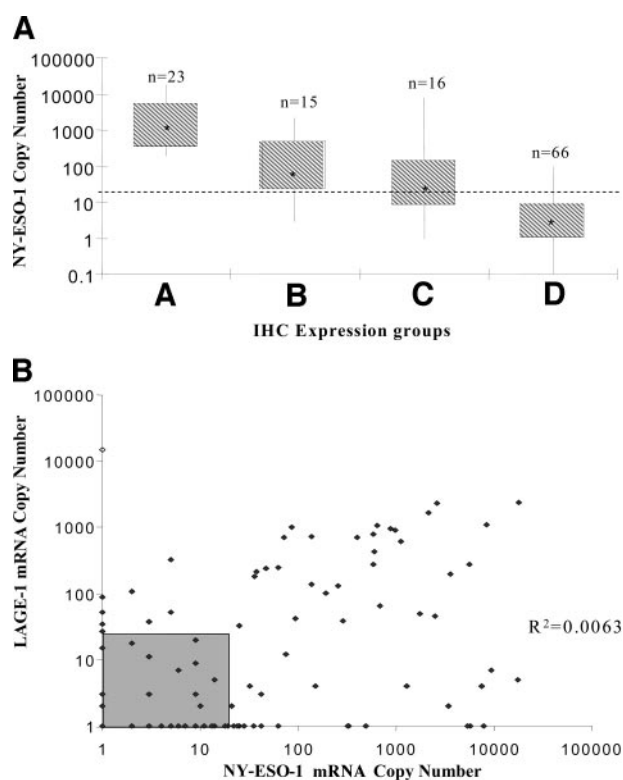 A
NY-ESO-1 Copy Number
100000
10000
1000
100
10
1
0.1
n=23
n=15
n=16
n=66
A B C D
IHC Expression groups
B
LAGE-1 mRNA Copy Number
100000
10000
1000
100
10
1
R²=0.0063
1 10 100 1000 10000 100000
NY-ESO-1 mRNA Copy Number